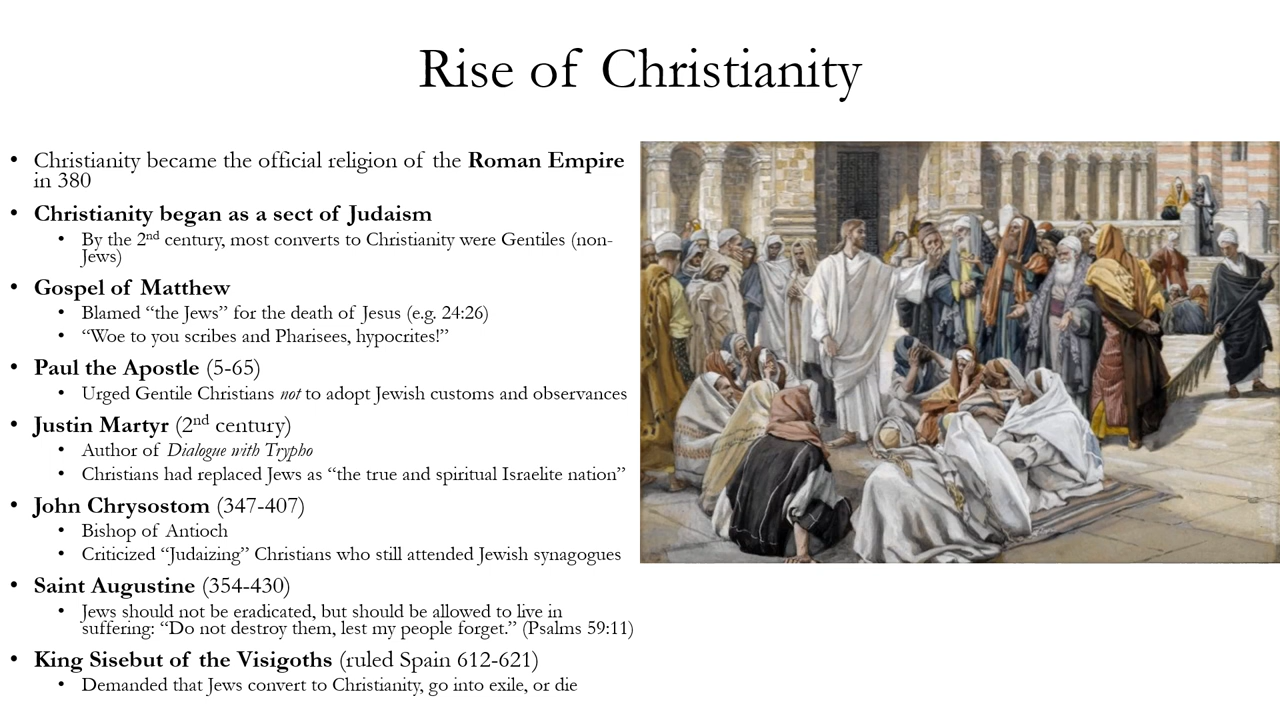 Rise of Christianity
• Christianity became the official religion of the Roman Empire
in 380
• Christianity began as a sect of Judaism
• By the 2nd century, most converts to Christianity were Gentiles (non-
Jews)
• Gospel of Matthew
• Blamed “the Jews” for the death of Jesus (e.g. 24:26)
• “Woe to you scribes and Pharisees, hypocrites!”
• Paul the Apostle (5-65)
• Urged Gentile Christians not to adopt Jewish customs and observances
• Justin Martyr (2nd century)
• Author of Dialogue with Trypho
• Christians had replaced Jews as “the true and spiritual Israelite nation”
• John Chrysostom (347-407)
• Bishop of Antioch
• Criticized “Judaizing” Christians who still attended Jewish synagogues
• Saint Augustine (354-430)
• Jews should not be eradicated, but should be allowed to live in
suffering: “Do not destroy them, lest my people forget.” (Psalms 59:11)
• King Sisebut of the Visigoths (ruled Spain 612-621)
• Demanded that Jews convert to Christianity, go into exile, or die